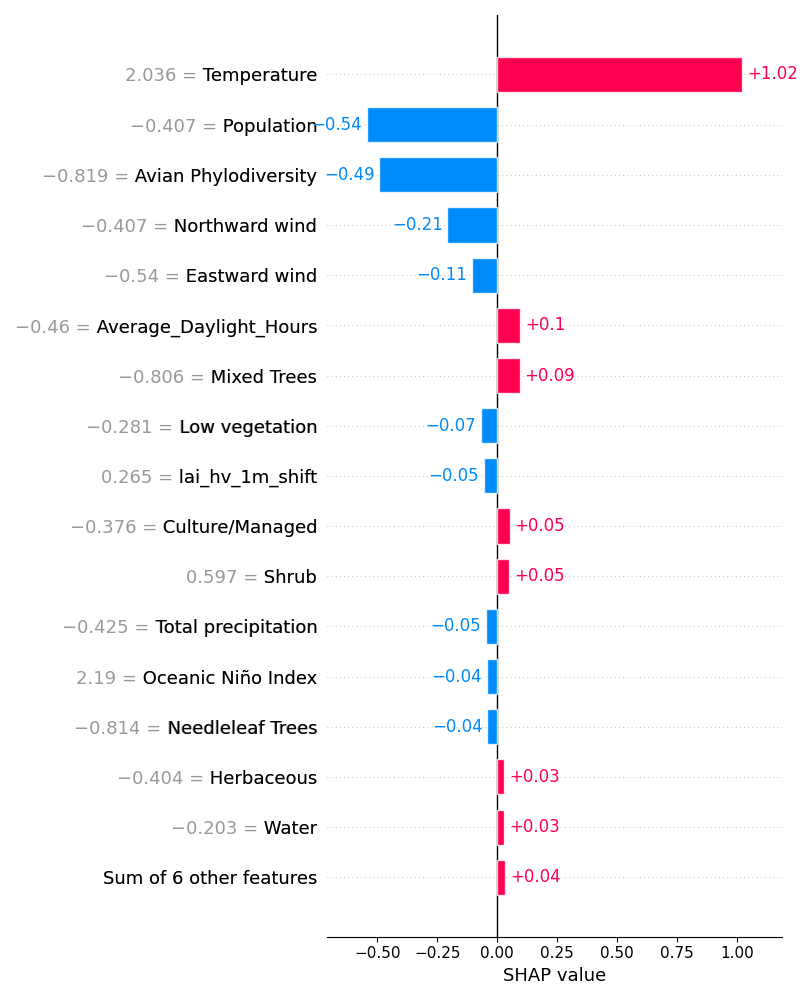 2.036 = Temperature +1.02
−0.407 = Population −0.54
−0.819 = Avian Phylodiversity −0.49
−0.407 = Northward wind −0.21
−0.54 = Eastward wind −0.11
−0.46 = Average_Daylight_Hours +0.1
−0.806 = Mixed Trees +0.09
−0.281 = Low vegetation −0.07
0.265 = lai_hv_1m_shift −0.05
−0.376 = Culture/Managed +0.05
0.597 = Shrub +0.05
−0.425 = Total precipitation −0.05
2.19 = Oceanic Niño Index −0.04
−0.814 = Needleleaf Trees −0.04
−0.404 = Herbaceous +0.03
−0.203 = Water +0.03
Sum of 6 other features +0.04
−0.50 −0.25 0.00 0.25 0.50 0.75 1.00
SHAP value